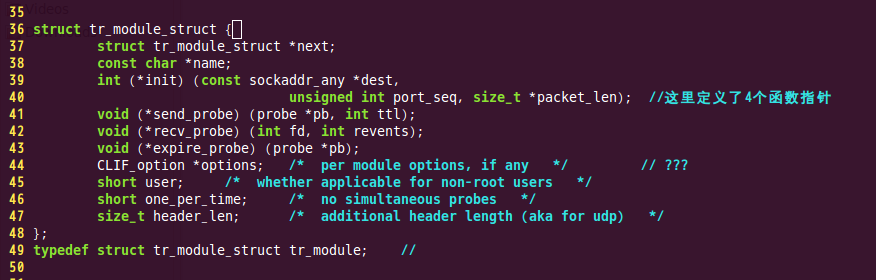 Videos
35
36 struct tr_module_struct {
37         struct tr_module_struct *next;
38         const char *name;
39         int (*init) (const sockaddr_any *dest,
40                                 unsigned int port_seq, size_t *packet_len);  //这里定义了4个函数指针
41         void (*send_probe) (probe *pb, int ttl);
42         void (*recv_probe) (int fd, int revents);
43         void (*expire_probe) (probe *pb);
44         CLIF_option *options;   /*  per module options, if any   */         // ???
45         short user;     /*  whether applicable for non-root users   */
46         short one_per_time;     /*  no simultaneous probes   */
47         size_t header_len;      /*  additional header length (aka for udp)   */
48 };
49 typedef struct tr_module_struct tr_module;    //
50